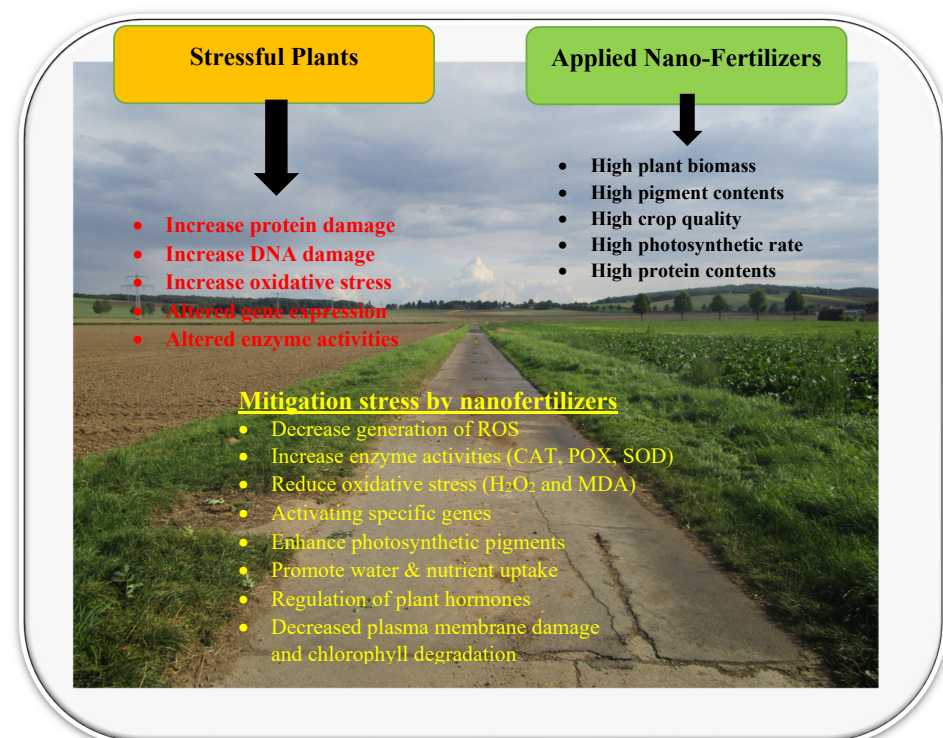 Stressful Plants
Applied Nano-Fertilizers
• Increase protein damage
• Increase DNA damage
• Increase oxidative stress
• Altered gene expression
• Altered enzyme activities
• High plant biomass
• High pigment contents
• High crop quality
• High photosynthetic rate
• High protein contents
Mitigation stress by nanofertilizers
• Decrease generation of ROS
• Increase enzyme activities (CAT, POX, SOD)
• Reduce oxidative stress (H₂O₂ and MDA)
• Activating specific genes
• Enhance photosynthetic pigments
• Promote water & nutrient uptake
• Regulation of plant hormones
• Decreased plasma membrane damage
and chlorophyll degradation